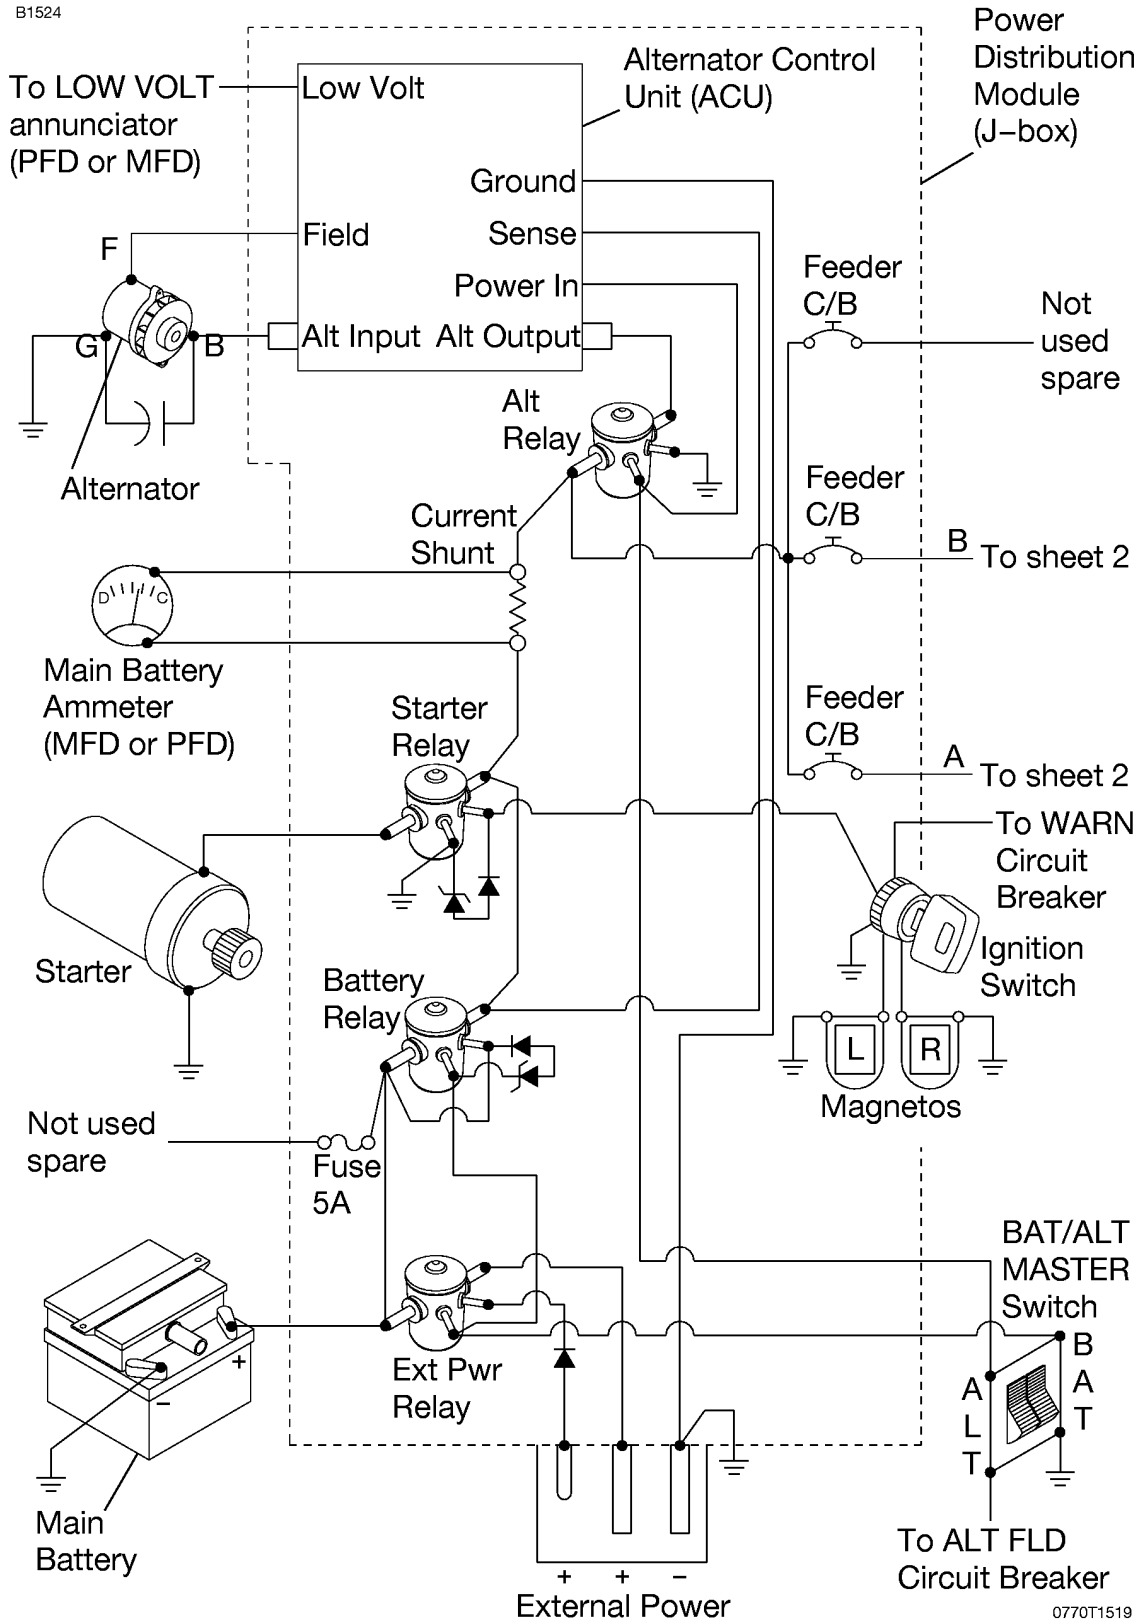 B1524
Power
Distribution
Module
(J-box)
Alternator Control
Unit (ACU)
To LOW VOLT
annunciator
(PFD or MFD)
Low Volt
Ground
Field
Sense
Power In
Alt Input
Alt Output
F
G
B
Alternator
Feeder
C/B
Not
used
spare
Alt
Relay
Feeder
C/B
B
To sheet 2
Current
Shunt
D
C
Main Battery
Ammeter
(MFD or PFD)
Starter
Relay
Feeder
C/B
A
To sheet 2
To WARN
Circuit
Breaker
Ignition
Switch
Starter
Battery
Relay
L
R
Magnetos
Not used
spare
Fuse
5A
BAT/ALT
MASTER
Switch
B
A
T
A
L
T
+
−
Ext Pwr
Relay
Main
Battery
To ALT FLD
Circuit Breaker
+
+
−
External Power
0770T1519